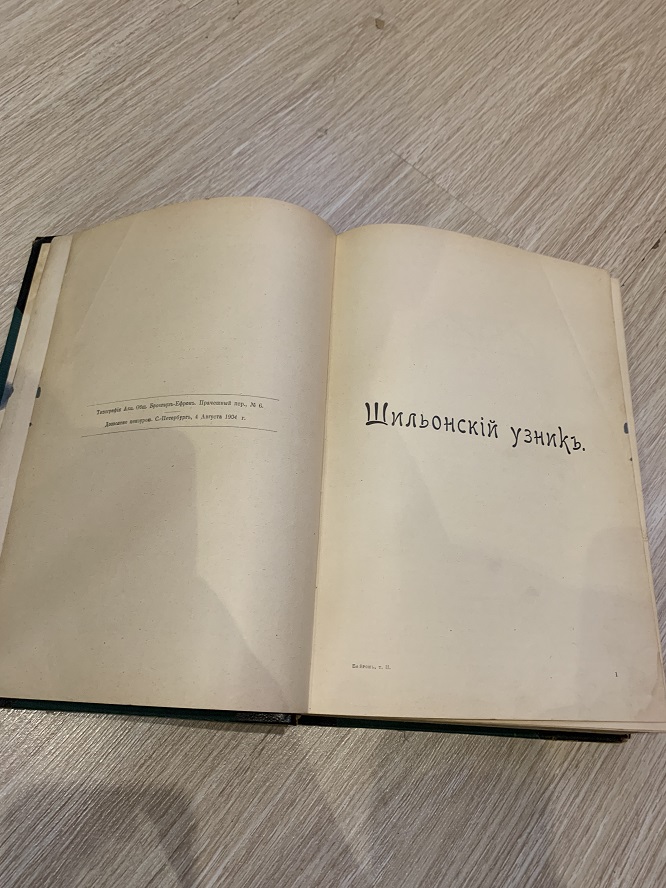 Типографія Акц. Общ. Брокгаузъ-Ефронъ. Прачешный пер., № 6.
Дозволено цензурою. С.-Петербургъ, 4 Августа 1904 г.
Шильонскій узникъ.
Байронъ, т. II.
1